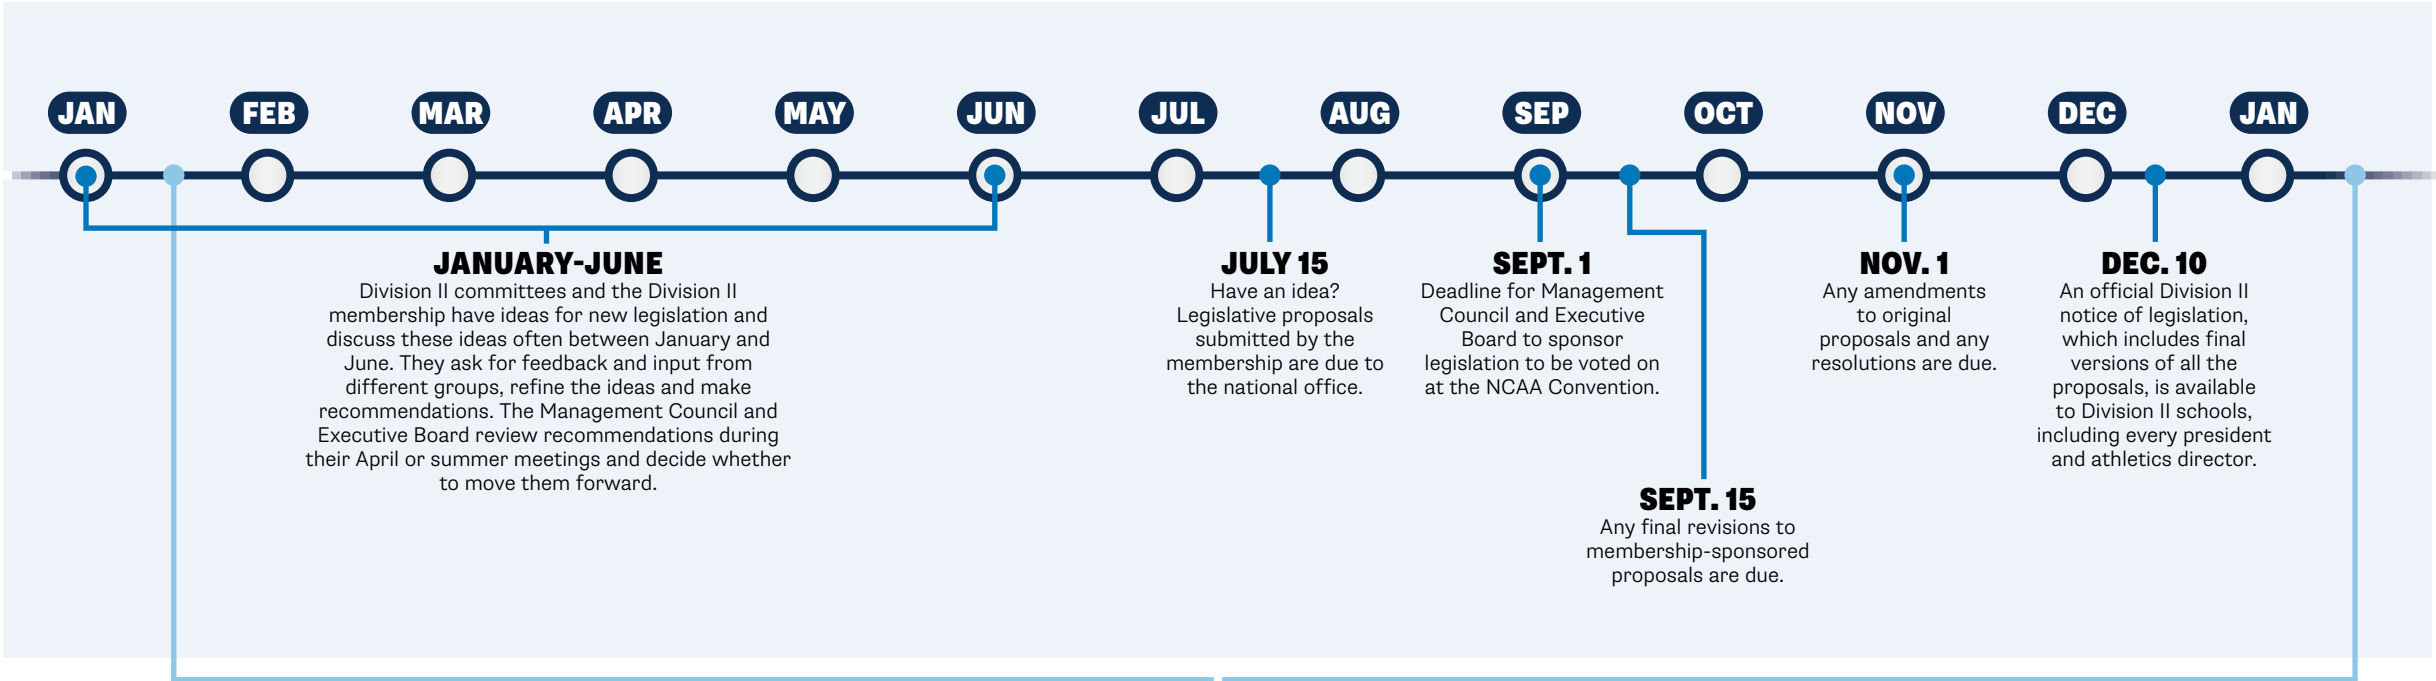 JAN
FEB
MAR
APR
MAY
JUN
JUL
AUG
SEP
OCT
NOV
DEC
JAN
JANUARY-JUNE
Division II committees and the Division II
membership have ideas for new legislation and
discuss these ideas often between January and
June. They ask for feedback and input from
different groups, refine the ideas and make
recommendations. The Management Council and
Executive Board review recommendations during
their April or summer meetings and decide whether
to move them forward.
JULY 15
Have an idea?
Legislative proposals
submitted by the
membership are due to
the national office.
SEPT. 1
Deadline for Management
Council and Executive
Board to sponsor
legislation to be voted on
at the NCAA Convention.
SEPT. 15
Any final revisions to
membership-sponsored
proposals are due.
NOV. 1
Any amendments
to original
proposals and any
resolutions are due.
DEC. 10
An official Division II
notice of legislation,
which includes final
versions of all the
proposals, is available
to Division II schools,
including every president
and athletics director.